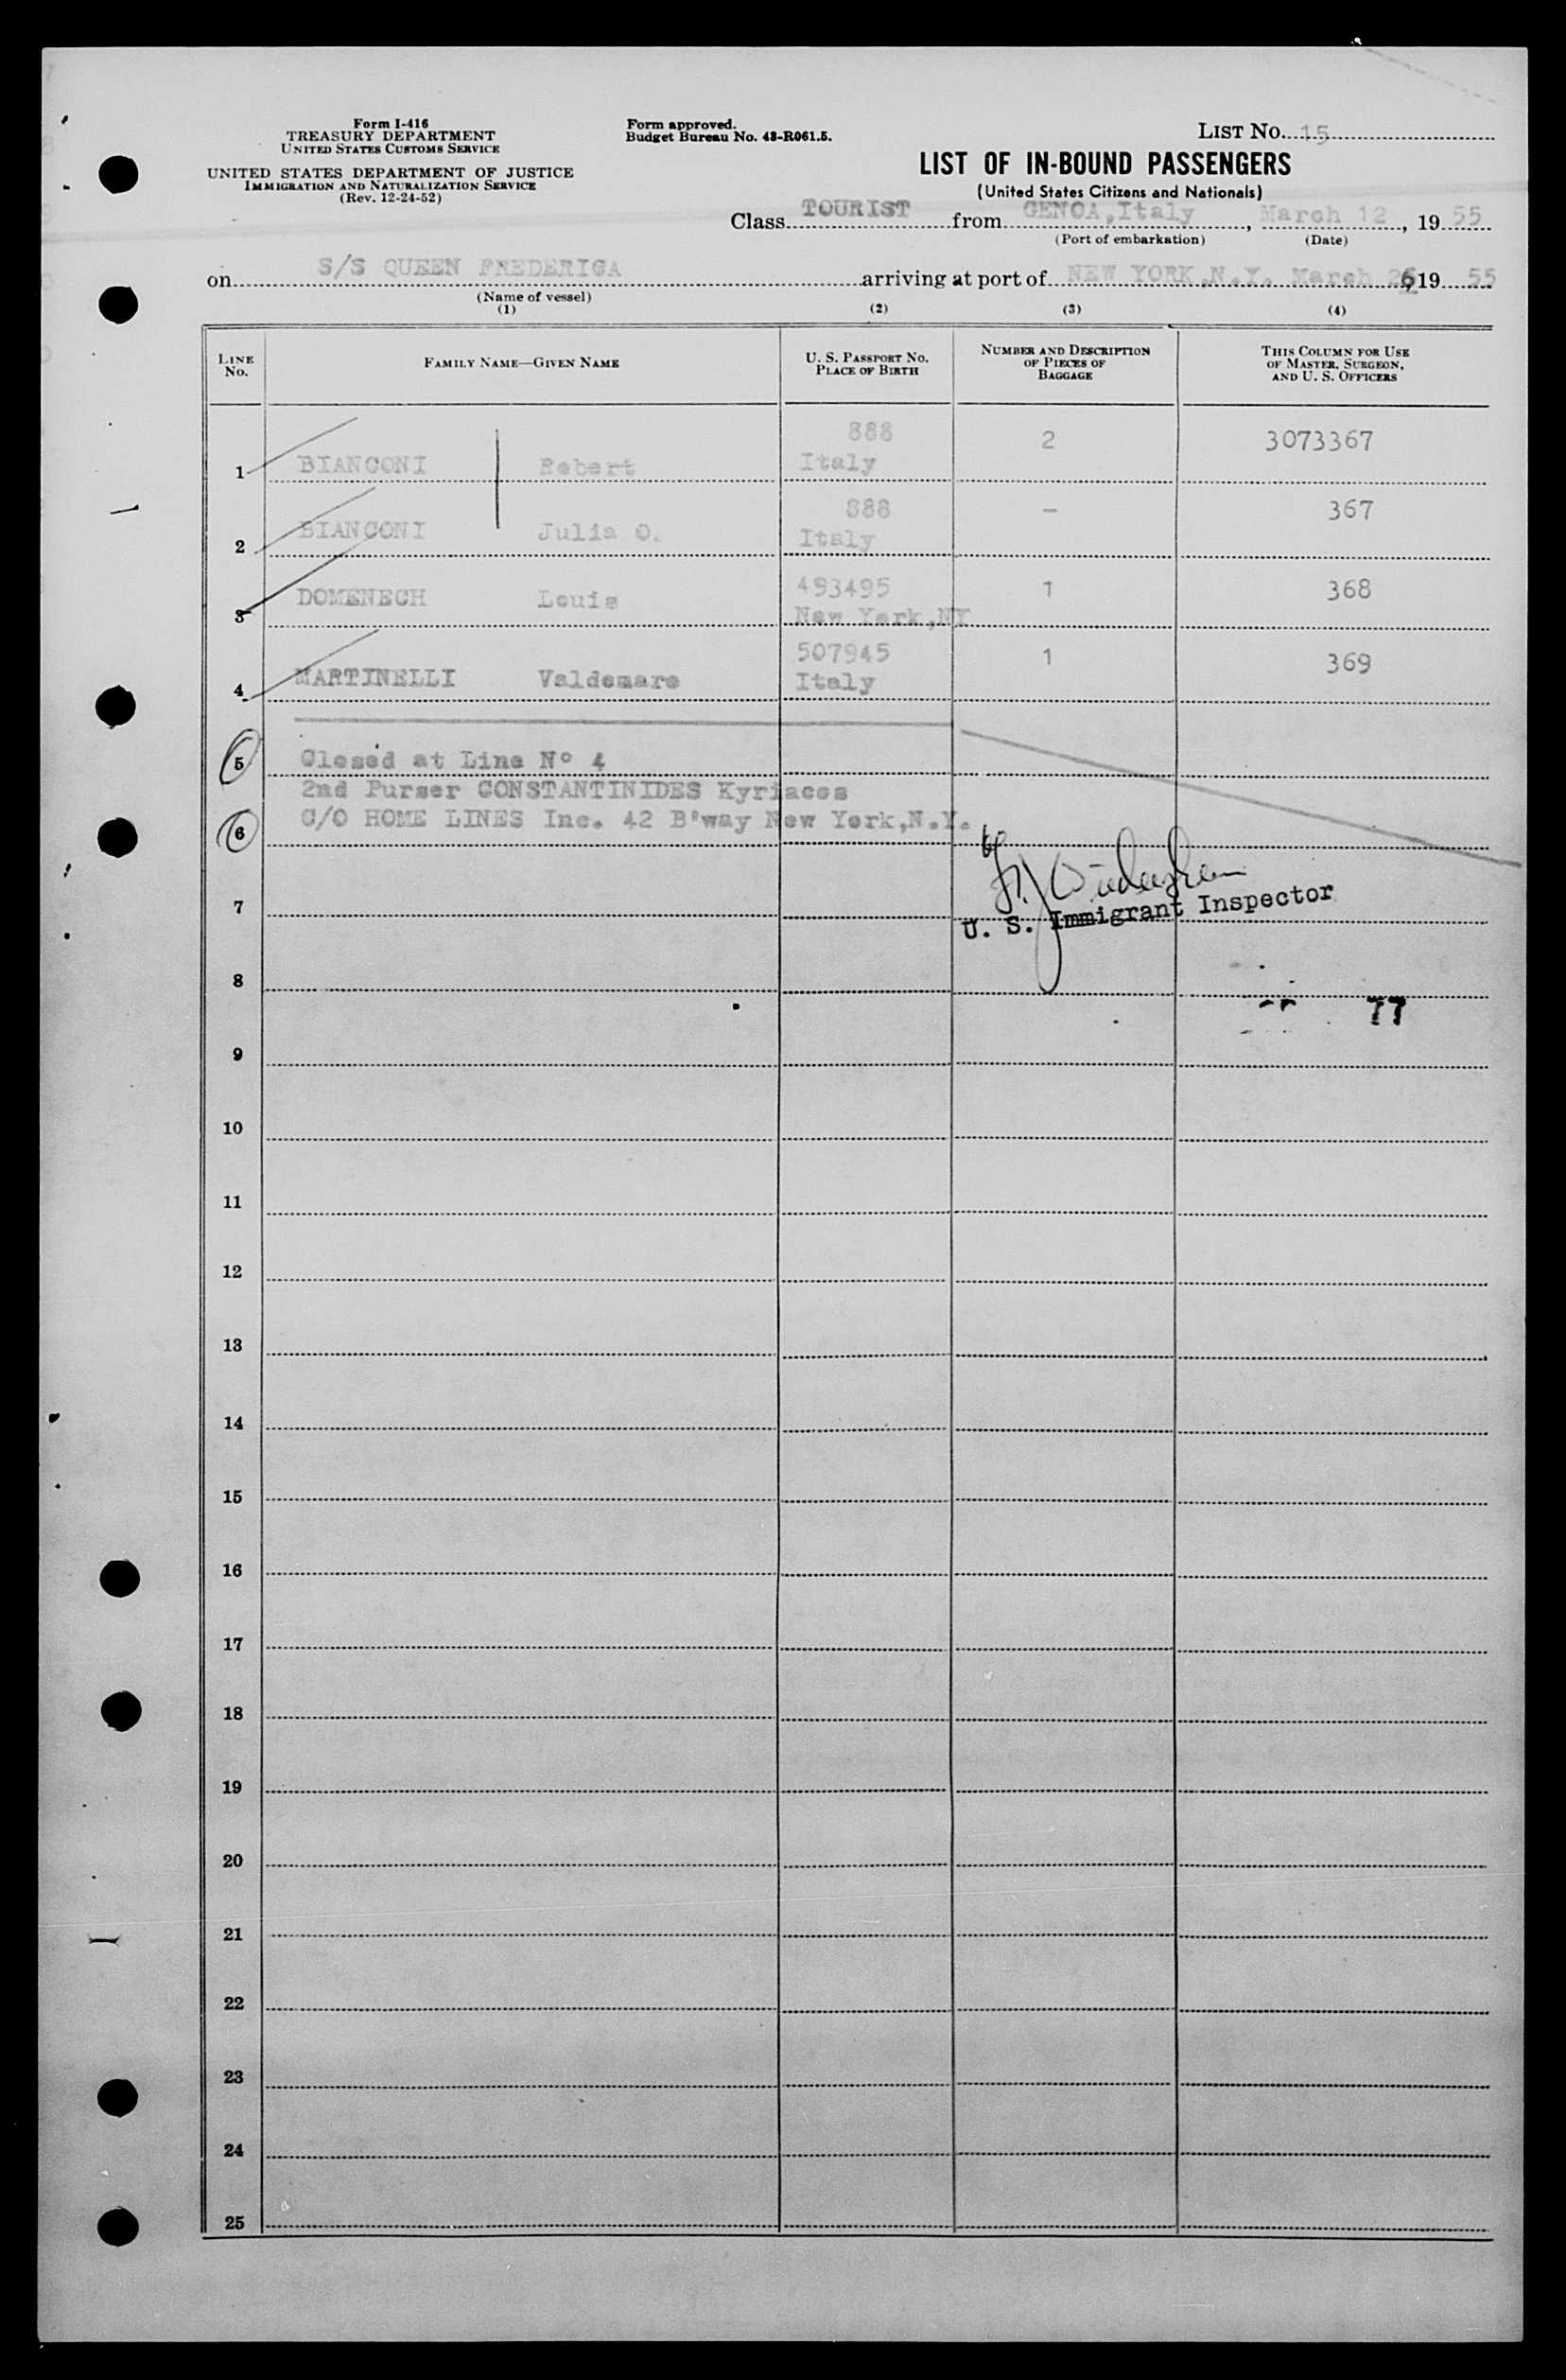 Form I-416
TREASURY DEPARTMENT
UNITED STATES CUSTOMS SERVICE
UNITED STATES DEPARTMENT OF JUSTICE
IMMIGRATION AND NATURALIZATION SERVICE
(Rev. 12-24-52)
Form approved.
Budget Bureau No. 43-R061.5.
LIST No. 15
LIST OF IN-BOUND PASSENGERS
(United States Citizens and Nationals)
Class TOURIST from GENOA, Italy, March 12, 1955
(Port of embarkation) (Date)
on S/S QUEEN FREDERICA arriving at port of NEW YORK, N.Y. March 26, 1955
(Name of vessel)
(1) (2) (3) (4)
LINE No. FAMILY NAME—GIVEN NAME U. S. PASSPORT No. PLACE OF BIRTH NUMBER AND DESCRIPTION OF PIECES OF BAGGAGE THIS COLUMN FOR USE OF MASTER, SURGEON, AND U. S. OFFICERS
1 BIANCONI Robert 888 Italy 2 3073367
2 BIANCONI Julia O. 888 Italy – 367
3 DOMENECH Louis 493495 New York,NY 1 368
4 MARTINELLI Valdemaro 507945 Italy 1 369
5 Closed at Line Nº 4
2nd Purser CONSTANTINIDES Kyriacos
6 C/O HOME LINES Inc. 42 B'way New York,N.Y.
7
U. S. Immigrant Inspector
8
77
9
10
11
12
13
14
15
16
17
18
19
20
21
22
23
24
25